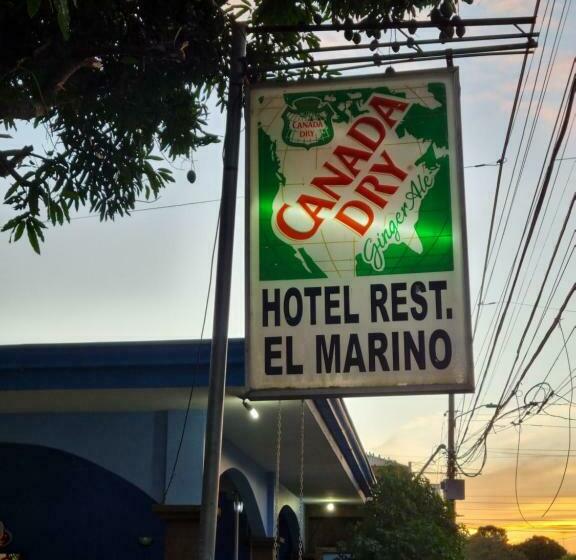 CANADA DRY
CANADA
DRY
Ginger Ale
HOTEL REST.
EL MARINO